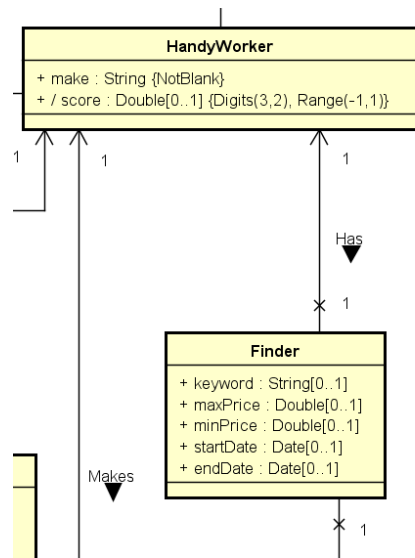 HandyWorker
+ make : String {NotBlank}
+ / score : Double[0..1] {Digits(3,2), Range(-1,1)}
1
1
1
Has
1
Finder
+ keyword : String[0..1]
+ maxPrice : Double[0..1]
+ minPrice : Double[0..1]
+ startDate : Date[0..1]
+ endDate : Date[0..1]
Makes